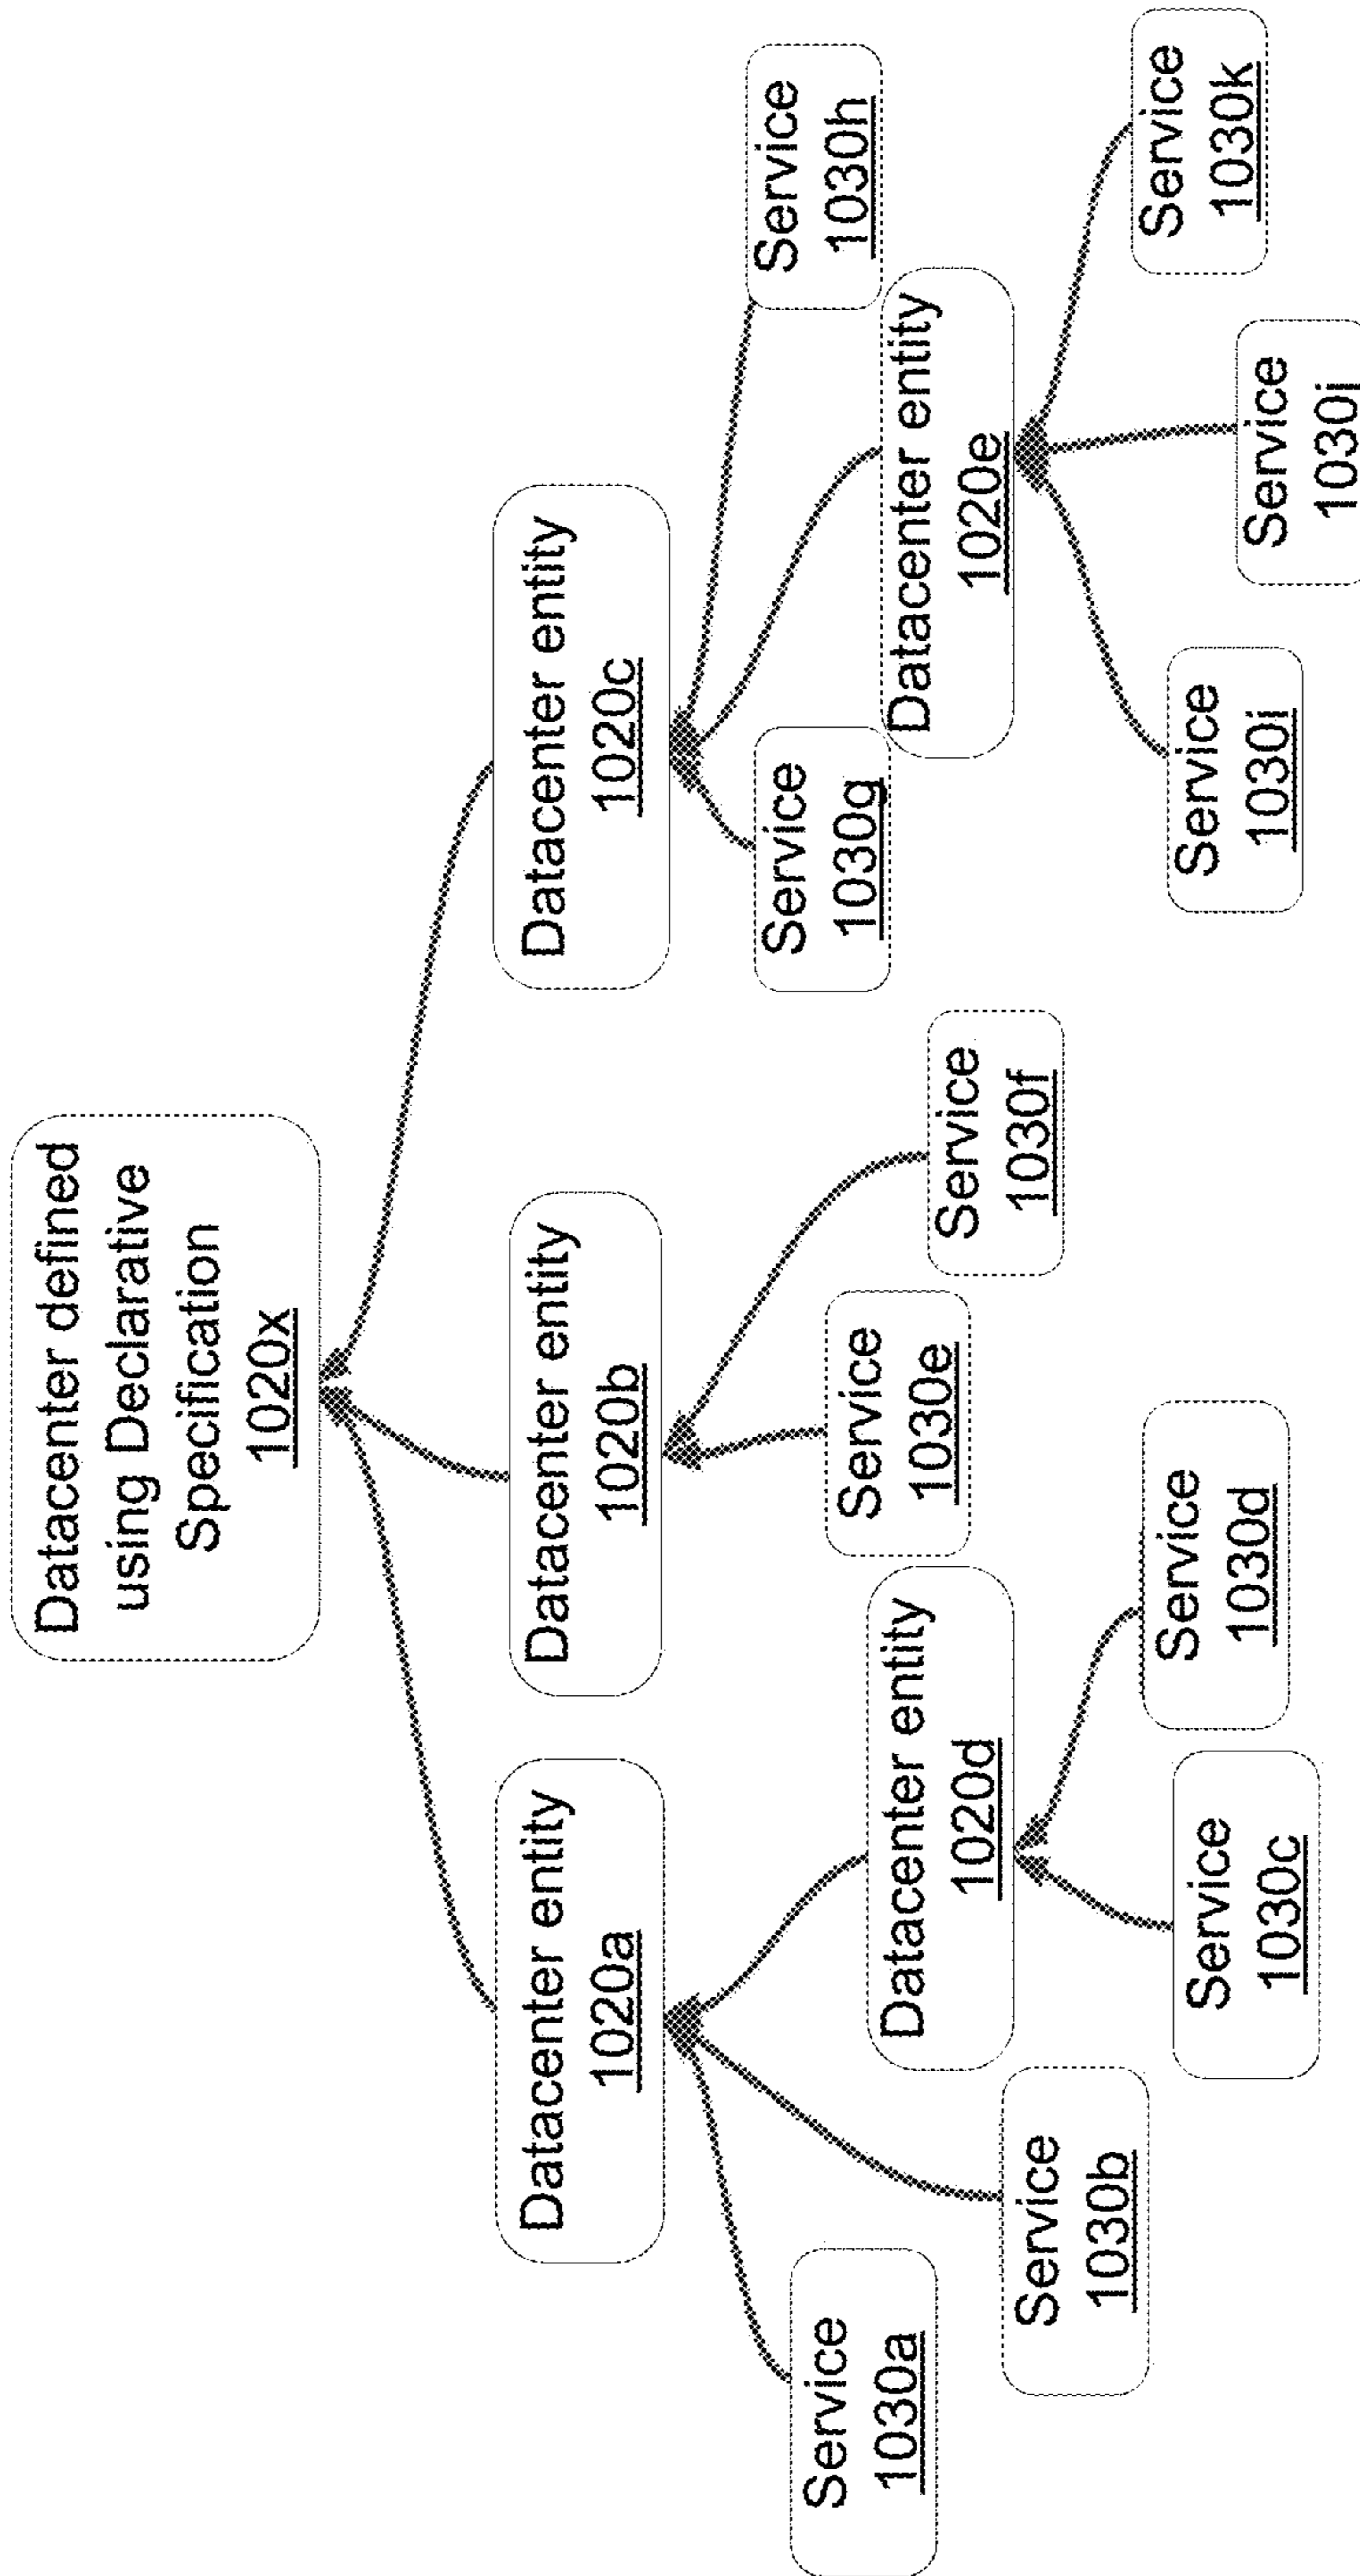 Datacenter defined
using Declarative
Specification
1020x
Datacenter entity
1020a
Datacenter entity
1020b
Datacenter entity
1020c
Service
1030a
Service
1030b
Datacenter entity
1020d
Service
1030c
Service
1030d
Service
1030e
Service
1030f
Service
1030g
Service
1030h
Datacenter entity
1020e
Service
1030i
Service
1030j
Service
1030k